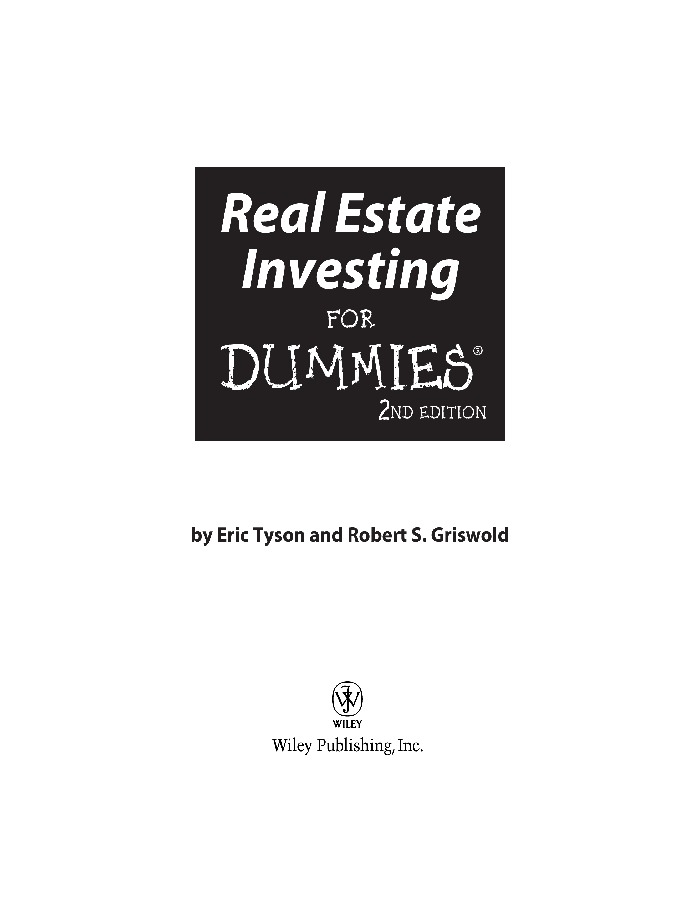 Real Estate
Investing
FOR
DUMMIES®
2ND EDITION
by Eric Tyson and Robert S. Griswold
WILEY
Wiley Publishing, Inc.